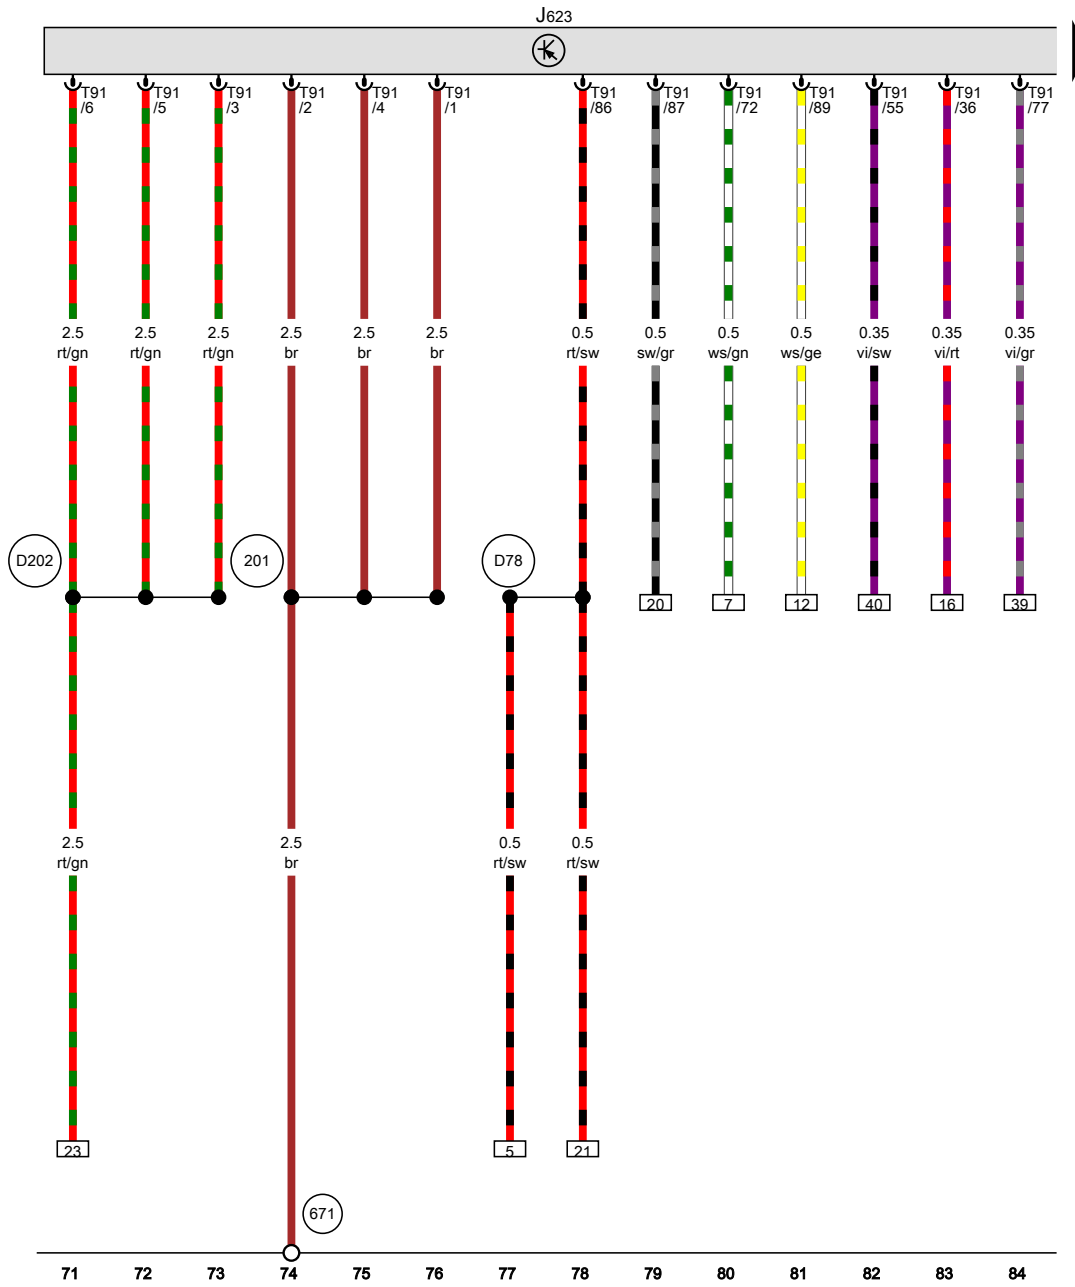 J623
T91 T91 T91 T91 T91 T91 T91 T91 T91 T91 T91 T91 T91
/6 /5 /3 /2 /4 /1 /86 /87 /72 /89 /55 /36 /77
2.5 2.5 2.5 2.5 2.5 2.5 0.5 0.5 0.5 0.5 0.35 0.35 0.35
rt/gn rt/gn rt/gn br br br rt/sw sw/gr ws/gn ws/ge vi/sw vi/rt vi/gr
D202 201 D78
20 7 12 40 16 39
2.5 2.5 0.5 0.5
rt/gn br rt/sw rt/sw
23 5 21
671
71 72 73 74 75 76 77 78 79 80 81 82 83 84